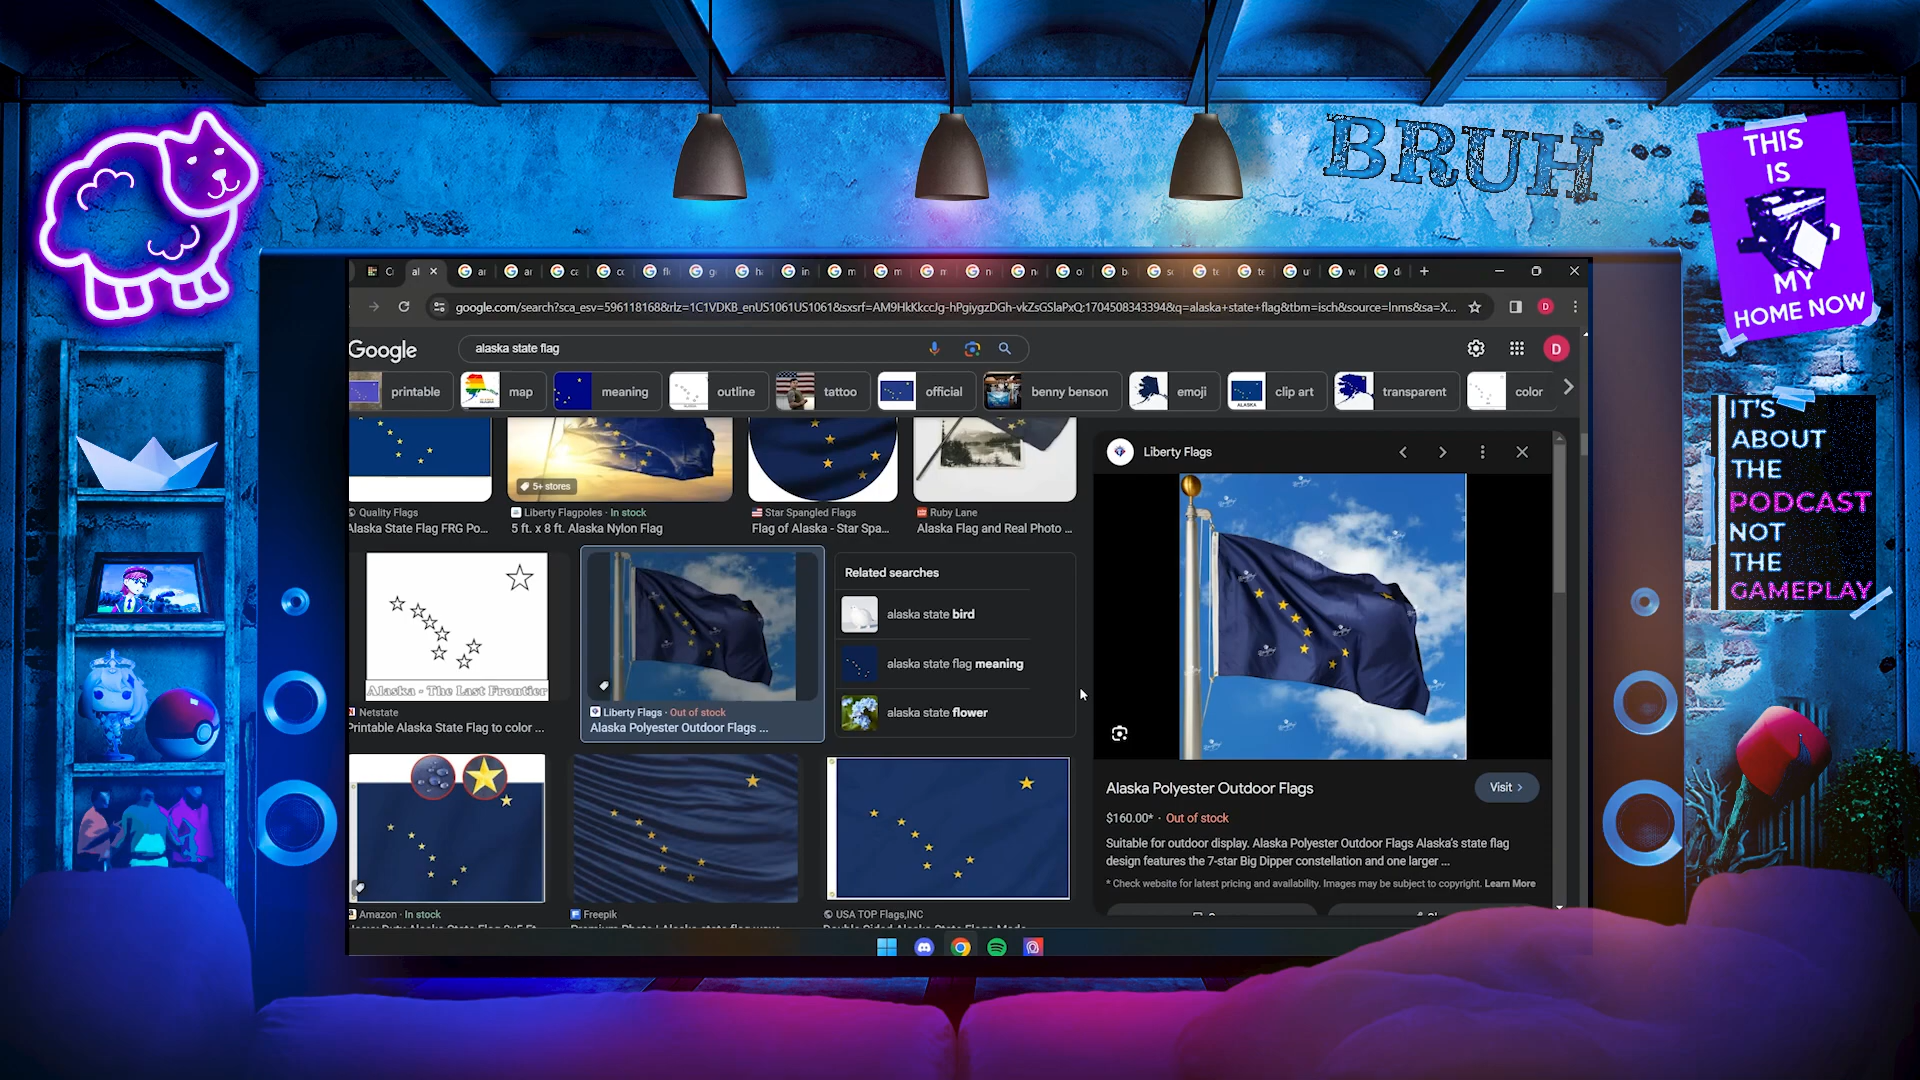 BRUH
THIS
IS
MY
HOME NOW
IT'S
ABOUT
THE
PODCAST
NOT
THE
GAMEPLAY
al
google.com/search?sca_esv=596118168&rlz=1C1VDKB_enUS1061US1061&sxsrf=AM9HkKkccJg-hPgiygzDGh-vkZsGSlaPxQ:1704508343394&q=alaska+state+flag&tbm=isch&source=lnms&sa=X...
D
Google
alaska state flag
D
printable
map
meaning
outline
tattoo
official
benny benson
emoji
clip art
transparent
color
5+ stores
Quality Flags
Alaska State Flag FRG Po...
Liberty Flagpoles · In stock
5 ft. x 8 ft. Alaska Nylon Flag
Star Spangled Flags
Flag of Alaska - Star Spa...
Ruby Lane
Alaska Flag and Real Photo ...
Alaska - The Last Frontier
Netstate
Printable Alaska State Flag to color ...
Liberty Flags · Out of stock
Alaska Polyester Outdoor Flags ...
Related searches
alaska state bird
alaska state flag meaning
alaska state flower
Amazon · In stock
Freepik
USA TOP Flags,INC
Liberty Flags
Alaska Polyester Outdoor Flags
Visit
$160.00* · Out of stock
Suitable for outdoor display. Alaska Polyester Outdoor Flags Alaska's state flag
design features the 7-star Big Dipper constellation and one larger ...
* Check website for latest pricing and availability. Images may be subject to copyright. Learn More